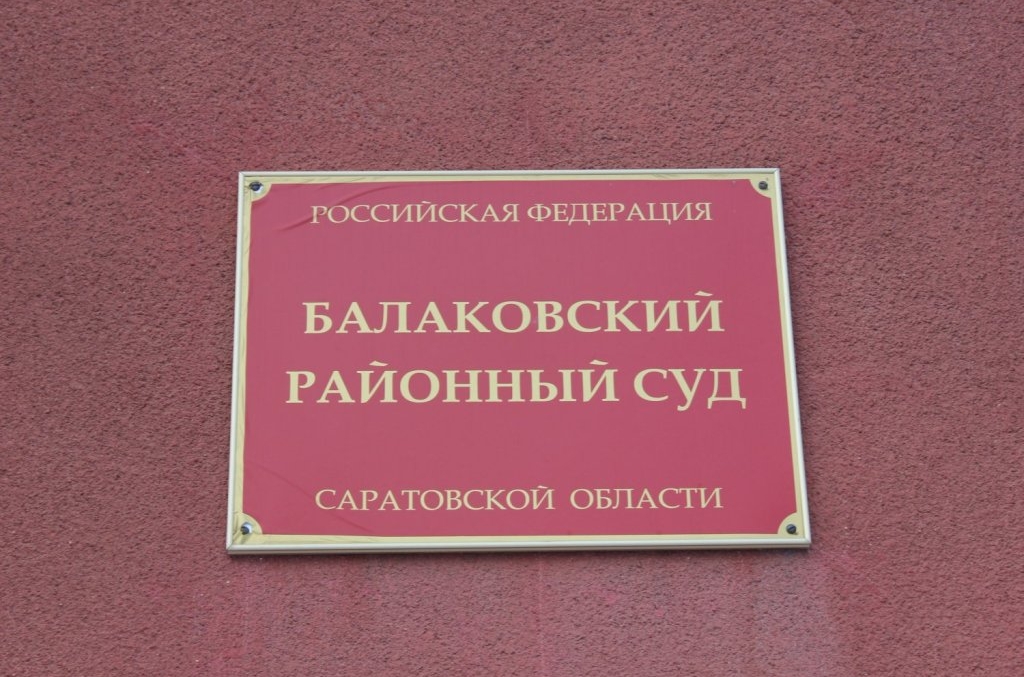 РОССИЙСКАЯ ФЕДЕРАЦИЯ
БАЛАКОВСКИЙ
РАЙОННЫЙ СУД
САРАТОВСКОЙ ОБЛАСТИ